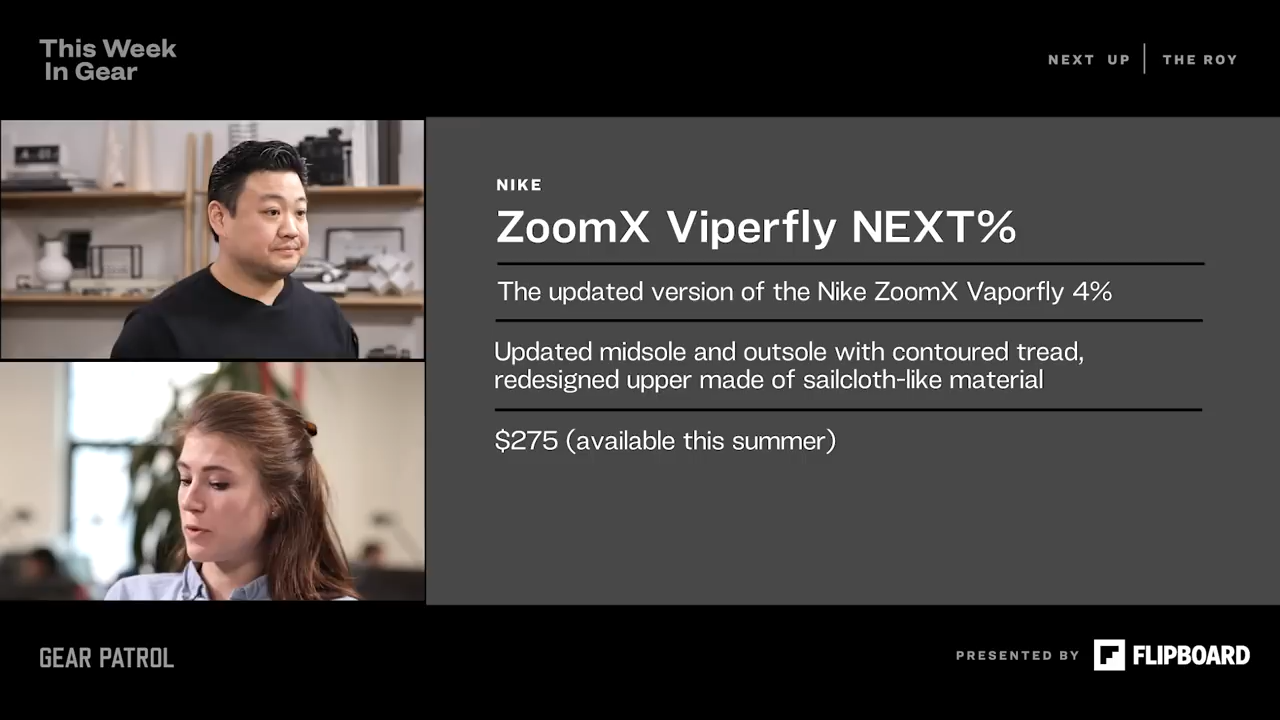 This Week
In Gear
NEXT UP | THE ROY
NIKE
ZoomX Viperfly NEXT%
The updated version of the Nike ZoomX Vaporfly 4%
Updated midsole and outsole with contoured tread,
redesigned upper made of sailcloth-like material
$275 (available this summer)
GEAR PATROL
PRESENTED BY FLIPBOARD